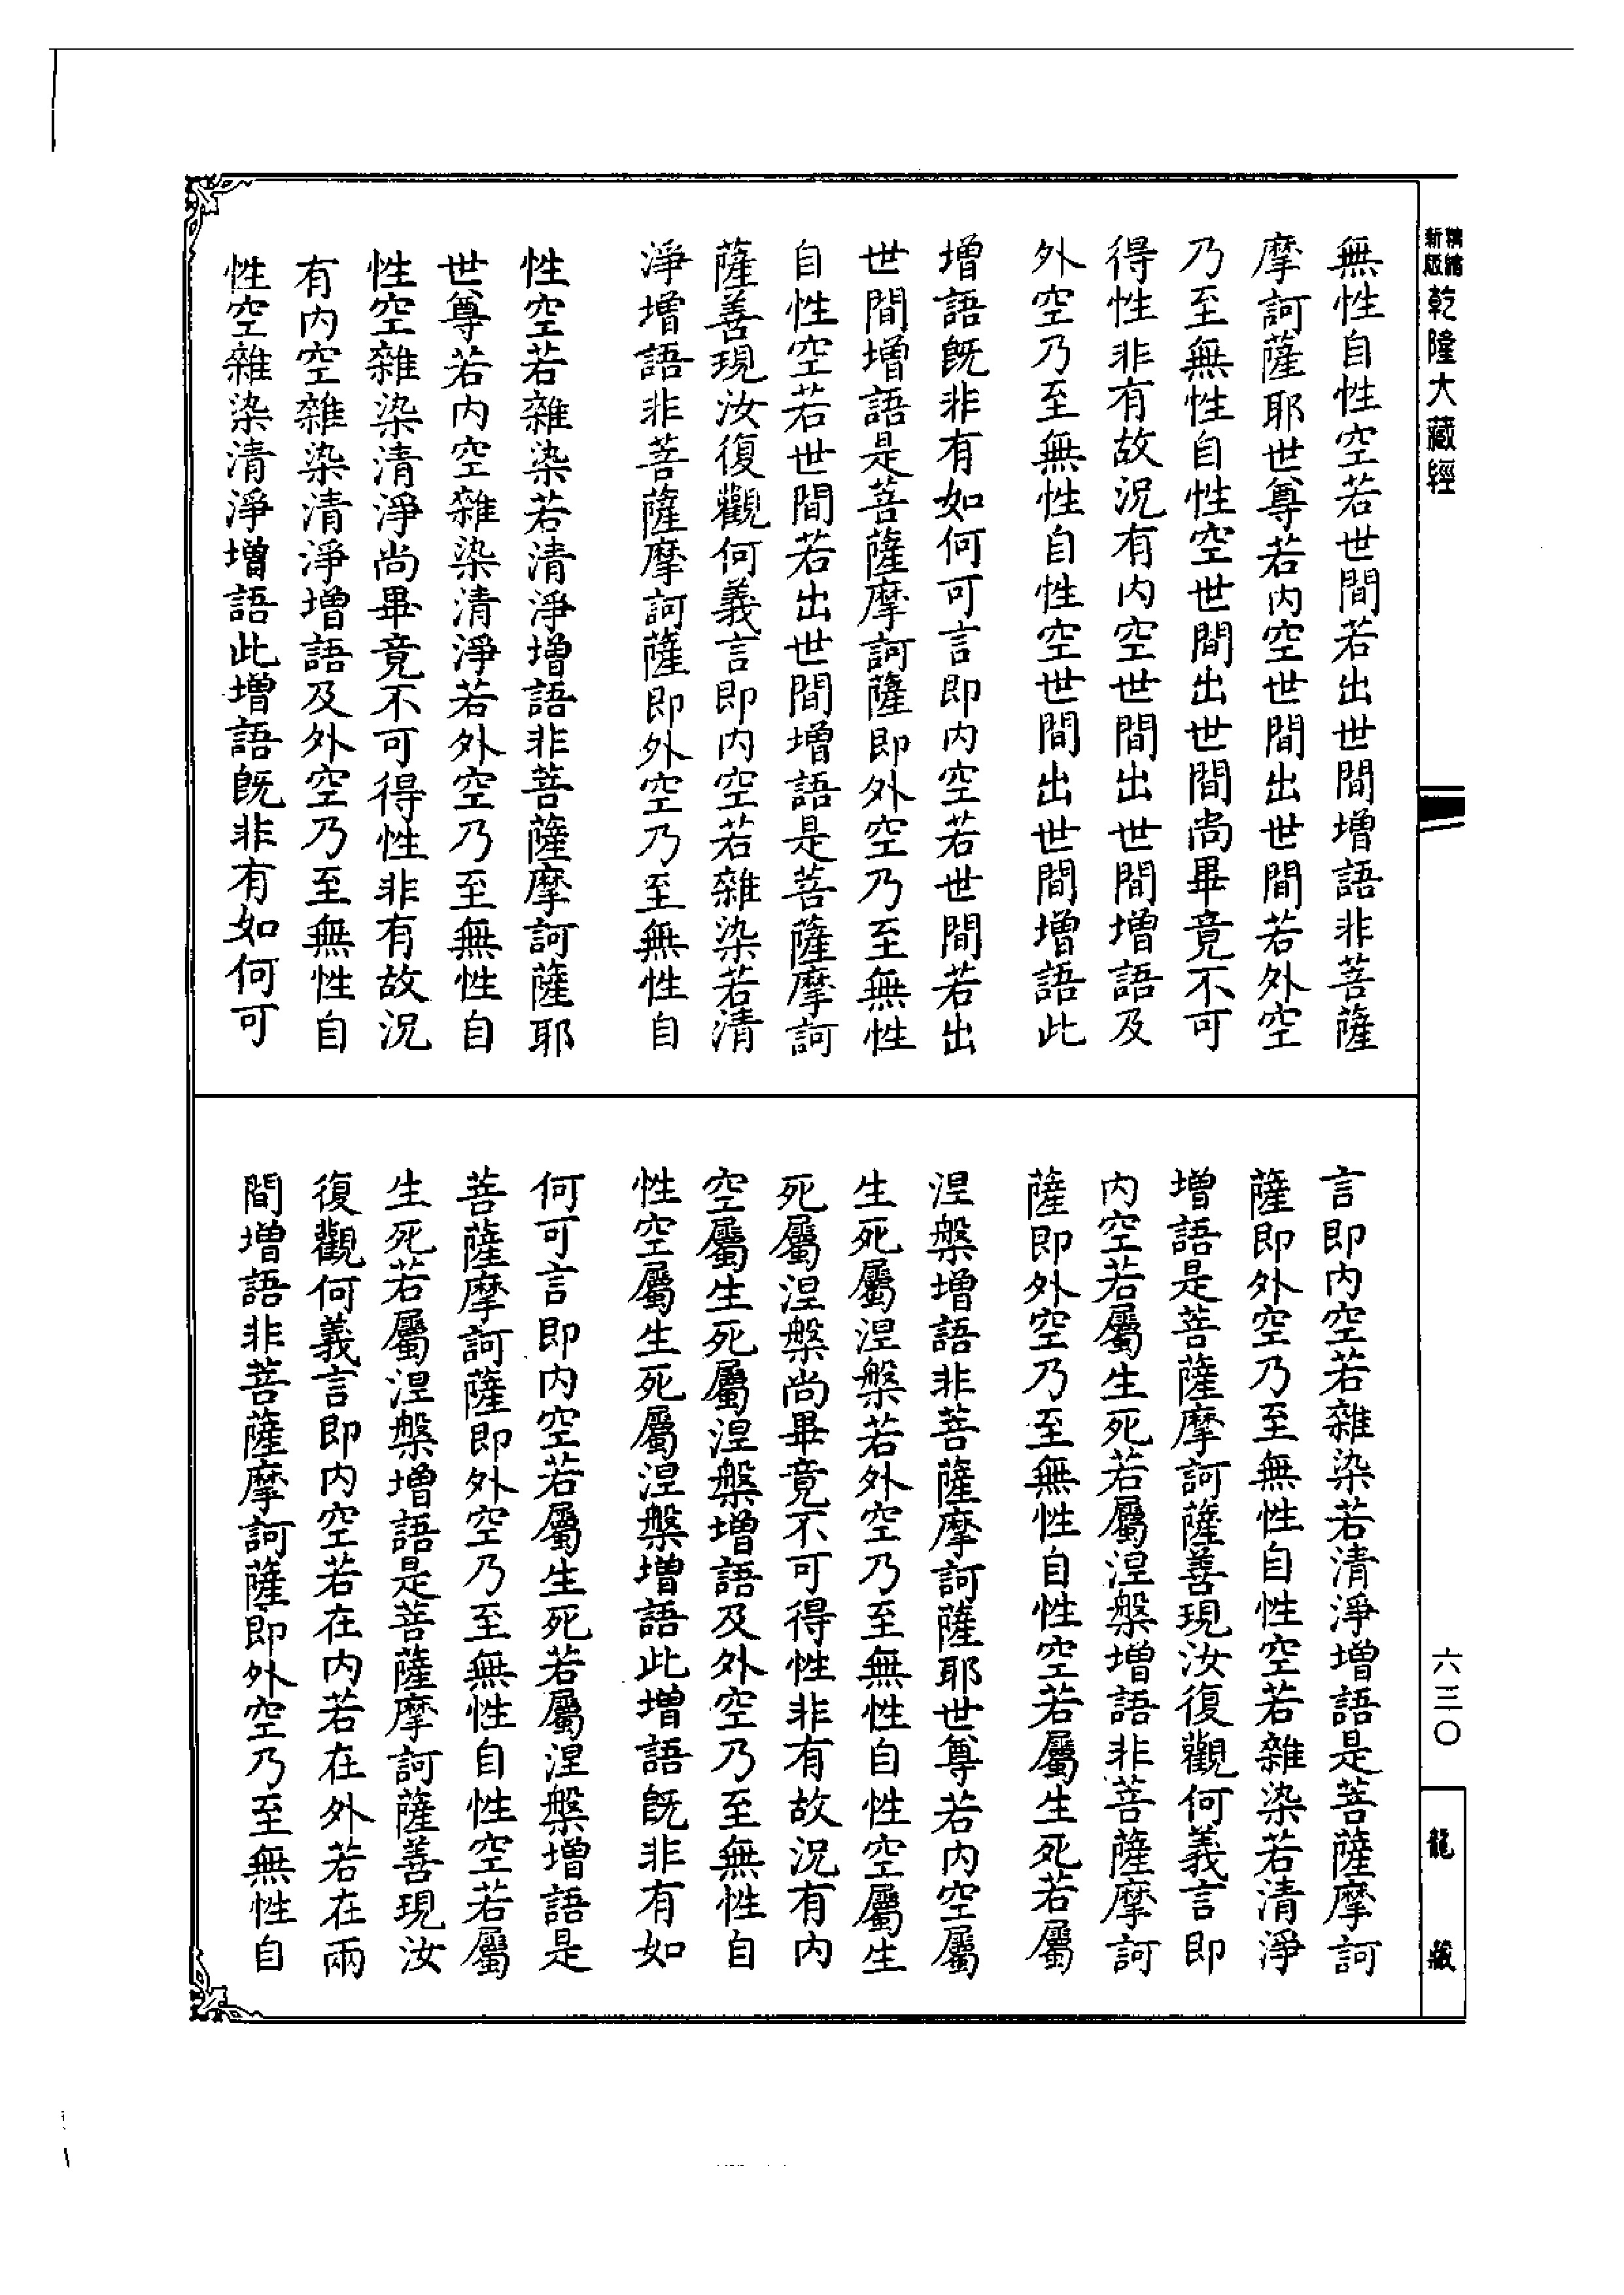 精縮
新版
乾隆大藏經
無性自性空若世間若出世間增語非菩薩
摩訶薩耶世尊若內空世間出世間若外空
乃至無性自性空世間出世間尚畢竟不可
得性非有故況有內空世間出世間增語及
外空乃至無性自性空世間出世間增語此
增語既非有如何可言即內空若世間若出
世間增語是菩薩摩訶薩即外空乃至無性
自性空若世間若出世間增語是菩薩摩訶
薩善現汝復觀何義言即內空若雜染若清
淨增語非菩薩摩訶薩即外空乃至無性自
性空若雜染若清淨增語非菩薩摩訶薩耶
世尊若內空雜染清淨若外空乃至無性自
性空雜染清淨尚畢竟不可得性非有故況
有內空雜染清淨增語及外空乃至無性自
性空雜染清淨增語此增語既非有如何可
言即內空若雜染若清淨增語是菩薩摩訶
薩即外空乃至無性自性空若雜染若清淨
增語是菩薩摩訶薩善現汝復觀何義言即
內空若屬生死若屬涅槃增語非菩薩摩訶
薩即外空乃至無性自性空若屬生死若屬
涅槃增語非菩薩摩訶薩耶世尊若內空屬
生死屬涅槃若外空乃至無性自性空屬生
死屬涅槃尚畢竟不可得性非有故況有內
空屬生死屬涅槃增語及外空乃至無性自
性空屬生死屬涅槃增語此增語既非有如
何可言即內空若屬生死若屬涅槃增語是
菩薩摩訶薩即外空乃至無性自性空若屬
生死若屬涅槃增語是菩薩摩訶薩善現汝
復觀何義言即內空若在內若在外若在兩
間增語非菩薩摩訶薩即外空乃至無性自
六三〇
龍藏